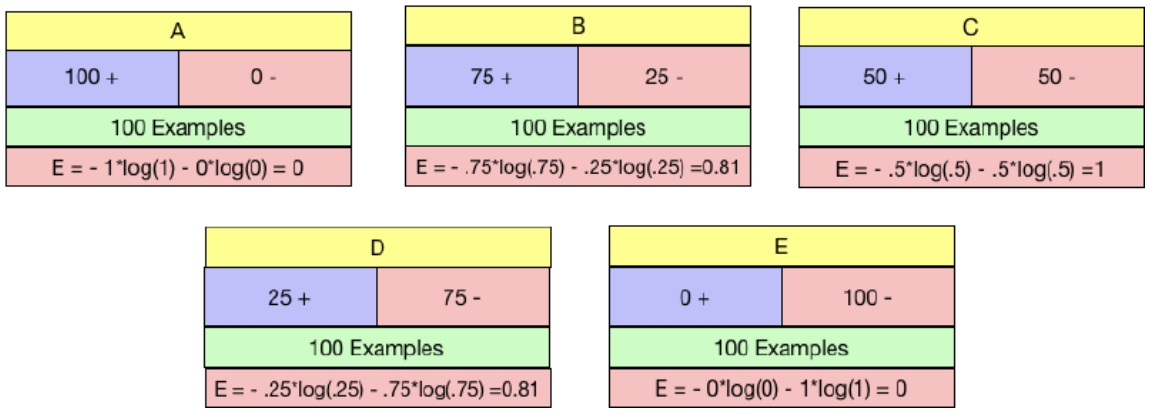 A
100 +
0 -
100 Examples
E = - 1*log(1) - 0*log(0) = 0
B
75 +
25 -
100 Examples
E = - .75*log(.75) - .25*log(.25) =0.81
C
50 +
50 -
100 Examples
E = - .5*log(.5) - .5*log(.5) =1
D
25 +
75 -
100 Examples
E = - .25*log(.25) - .75*log(.75) =0.81
E
0 +
100 -
100 Examples
E = - 0*log(0) - 1*log(1) = 0